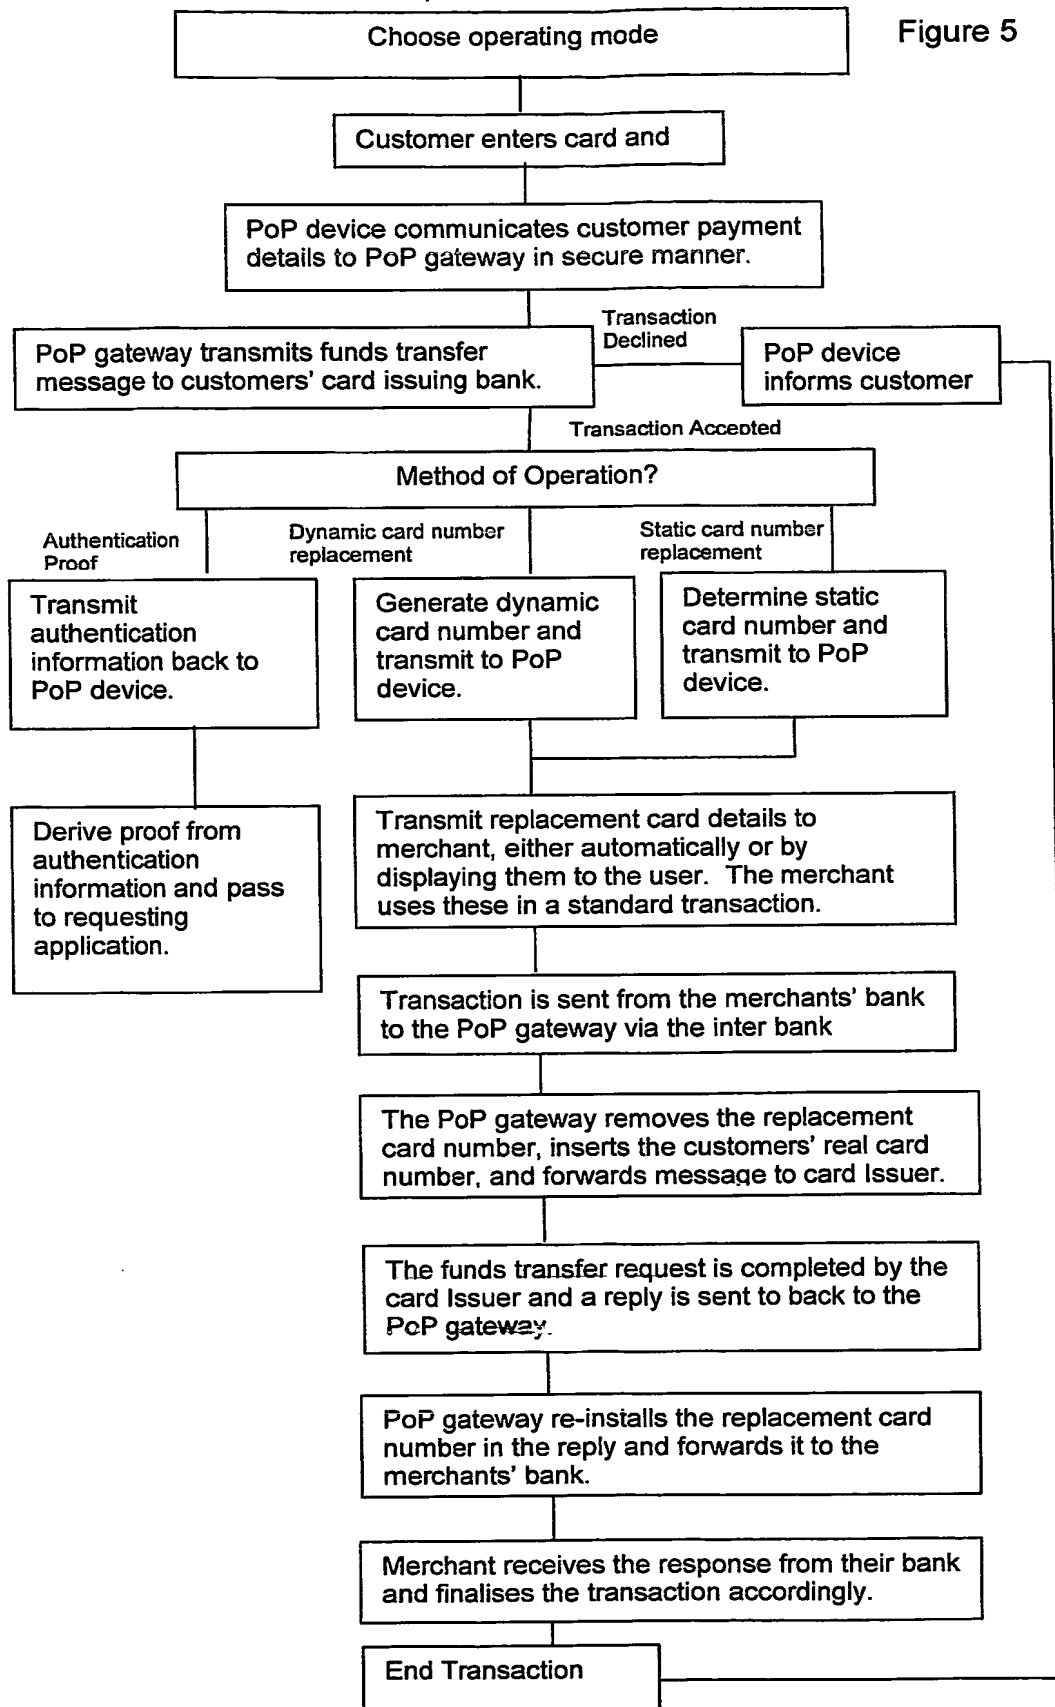 Figure 5
Choose operating mode
Customer enters card and
PoP device communicates customer payment
details to PoP gateway in secure manner.
PoP gateway transmits funds transfer
message to customers' card issuing bank.
Transaction
Declined
PoP device
informs customer
Transaction Accepted
Method of Operation?
Authentication
Proof
Dynamic card number
replacement
Static card number
replacement
Transmit
authentication
information back to
PoP device.
Generate dynamic
card number and
transmit to PoP
device.
Determine static
card number and
transmit to PoP
device.
Derive proof from
authentication
information and pass
to requesting
application.
Transmit replacement card details to
merchant, either automatically or by
displaying them to the user. The merchant
uses these in a standard transaction.
Transaction is sent from the merchants' bank
to the PoP gateway via the inter bank
The PoP gateway removes the replacement
card number, inserts the customers' real card
number, and forwards message to card Issuer.
The funds transfer request is completed by the
card Issuer and a reply is sent to back to the
PoP gateway.
PoP gateway re-installs the replacement card
number in the reply and forwards it to the
merchants' bank.
Merchant receives the response from their bank
and finalises the transaction accordingly.
End Transaction